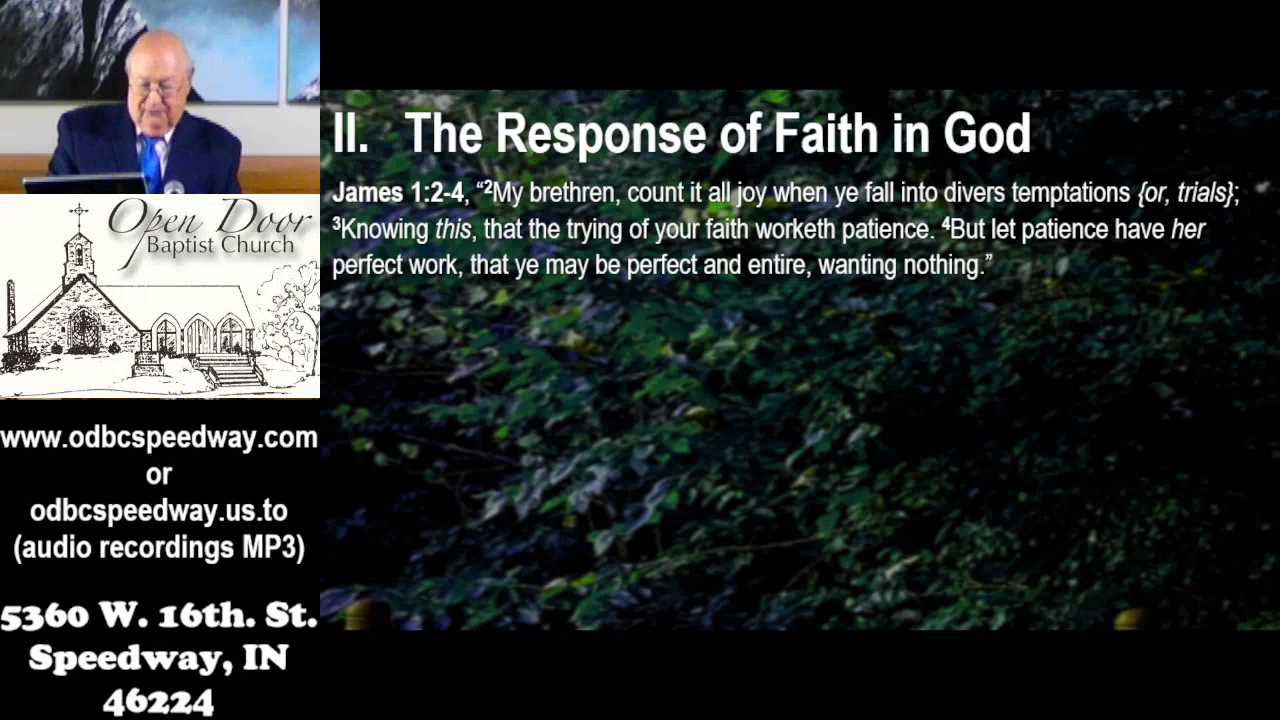 Open Door
Baptist Church
www.odbcspeedway.com
or
odbcspeedway.us.to
(audio recordings MP3)
5360 W. 16th. St.
Speedway, IN
46224
II. The Response of Faith in God
James 1:2-4, “²My brethren, count it all joy when ye fall into divers temptations {or, trials};
³Knowing this, that the trying of your faith worketh patience. ⁴But let patience have her
perfect work, that ye may be perfect and entire, wanting nothing.”